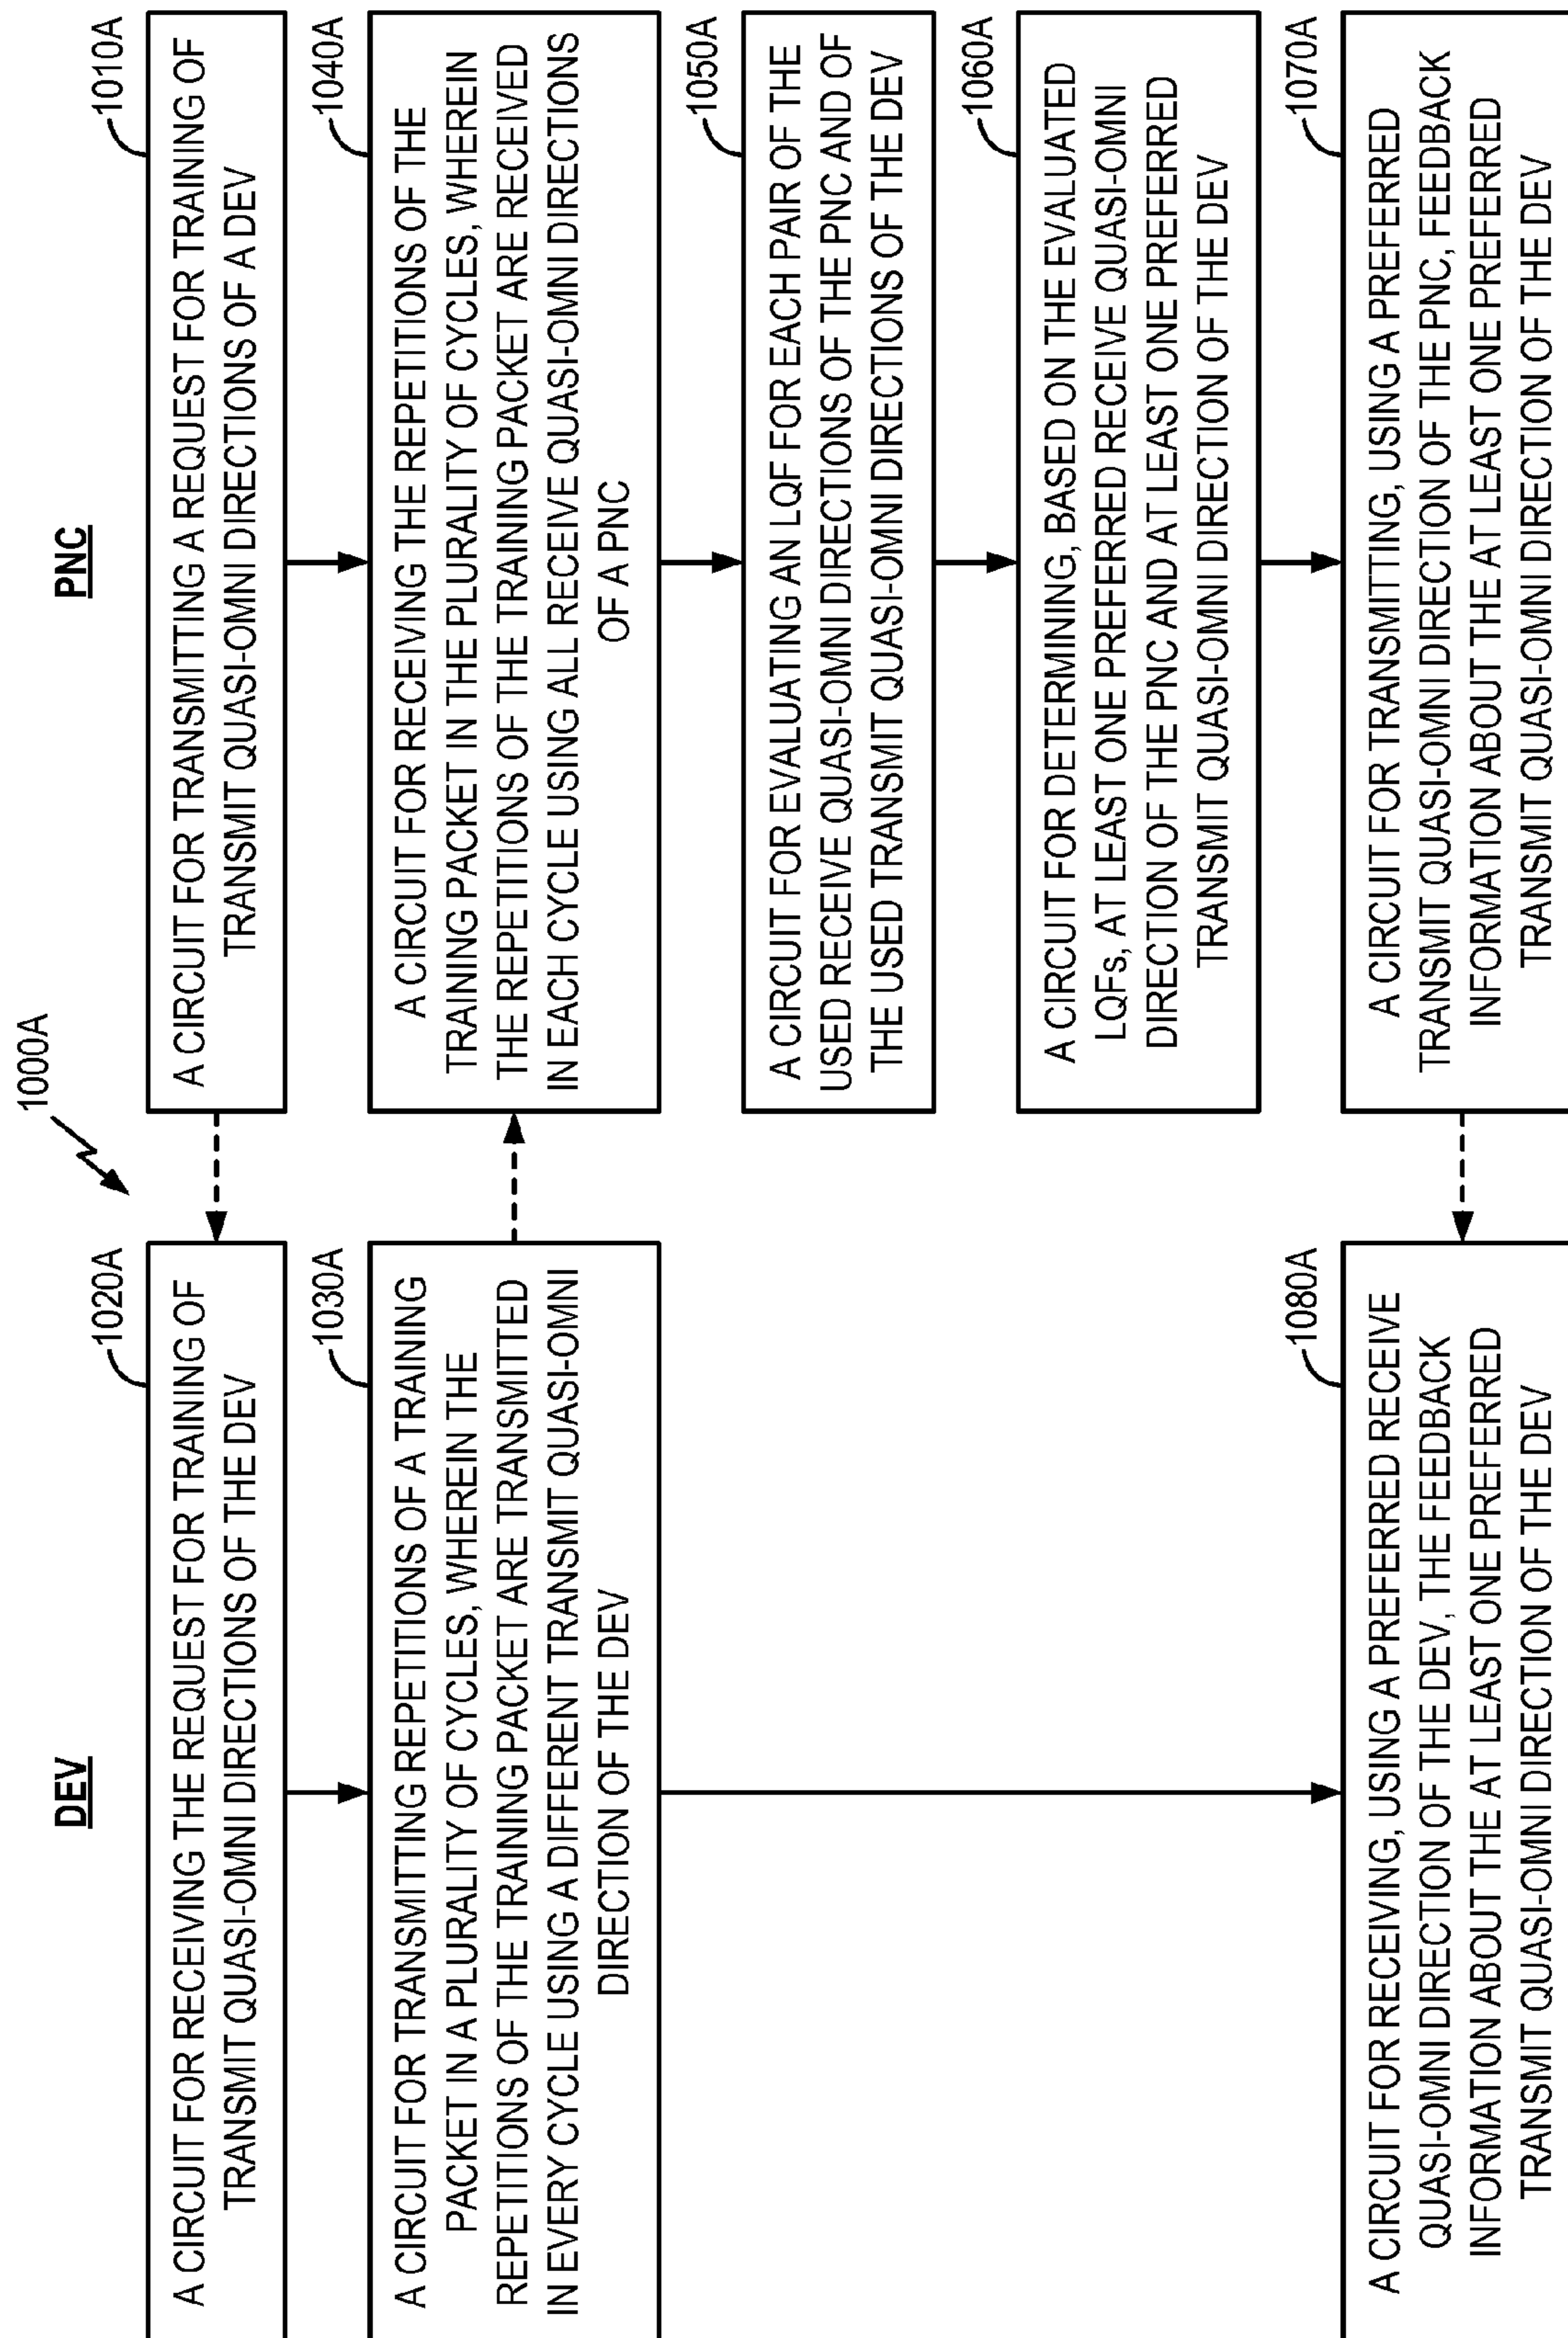 1000A
DEV
PNC
1020A
A CIRCUIT FOR RECEIVING THE REQUEST FOR TRAINING OF
TRANSMIT QUASI-OMNI DIRECTIONS OF THE DEV
1010A
A CIRCUIT FOR TRANSMITTING A REQUEST FOR TRAINING OF
TRANSMIT QUASI-OMNI DIRECTIONS OF A DEV
1030A
A CIRCUIT FOR TRANSMITTING REPETITIONS OF A TRAINING
PACKET IN A PLURALITY OF CYCLES, WHEREIN THE
REPETITIONS OF THE TRAINING PACKET ARE TRANSMITTED
IN EVERY CYCLE USING A DIFFERENT TRANSMIT QUASI-OMNI
DIRECTION OF THE DEV
1040A
A CIRCUIT FOR RECEIVING THE REPETITIONS OF THE
TRAINING PACKET IN THE PLURALITY OF CYCLES, WHEREIN
THE REPETITIONS OF THE TRAINING PACKET ARE RECEIVED
IN EACH CYCLE USING ALL RECEIVE QUASI-OMNI DIRECTIONS
OF A PNC
1050A
A CIRCUIT FOR EVALUATING AN LQF FOR EACH PAIR OF THE
USED RECEIVE QUASI-OMNI DIRECTIONS OF THE PNC AND OF
THE USED TRANSMIT QUASI-OMNI DIRECTIONS OF THE DEV
1060A
A CIRCUIT FOR DETERMINING, BASED ON THE EVALUATED
LQFs, AT LEAST ONE PREFERRED RECEIVE QUASI-OMNI
DIRECTION OF THE PNC AND AT LEAST ONE PREFERRED
TRANSMIT QUASI-OMNI DIRECTION OF THE DEV
1080A
A CIRCUIT FOR RECEIVING, USING A PREFERRED RECEIVE
QUASI-OMNI DIRECTION OF THE DEV, THE FEEDBACK
INFORMATION ABOUT THE AT LEAST ONE PREFERRED
TRANSMIT QUASI-OMNI DIRECTION OF THE DEV
1070A
A CIRCUIT FOR TRANSMITTING, USING A PREFERRED
TRANSMIT QUASI-OMNI DIRECTION OF THE PNC, FEEDBACK
INFORMATION ABOUT THE AT LEAST ONE PREFERRED
TRANSMIT QUASI-OMNI DIRECTION OF THE DEV